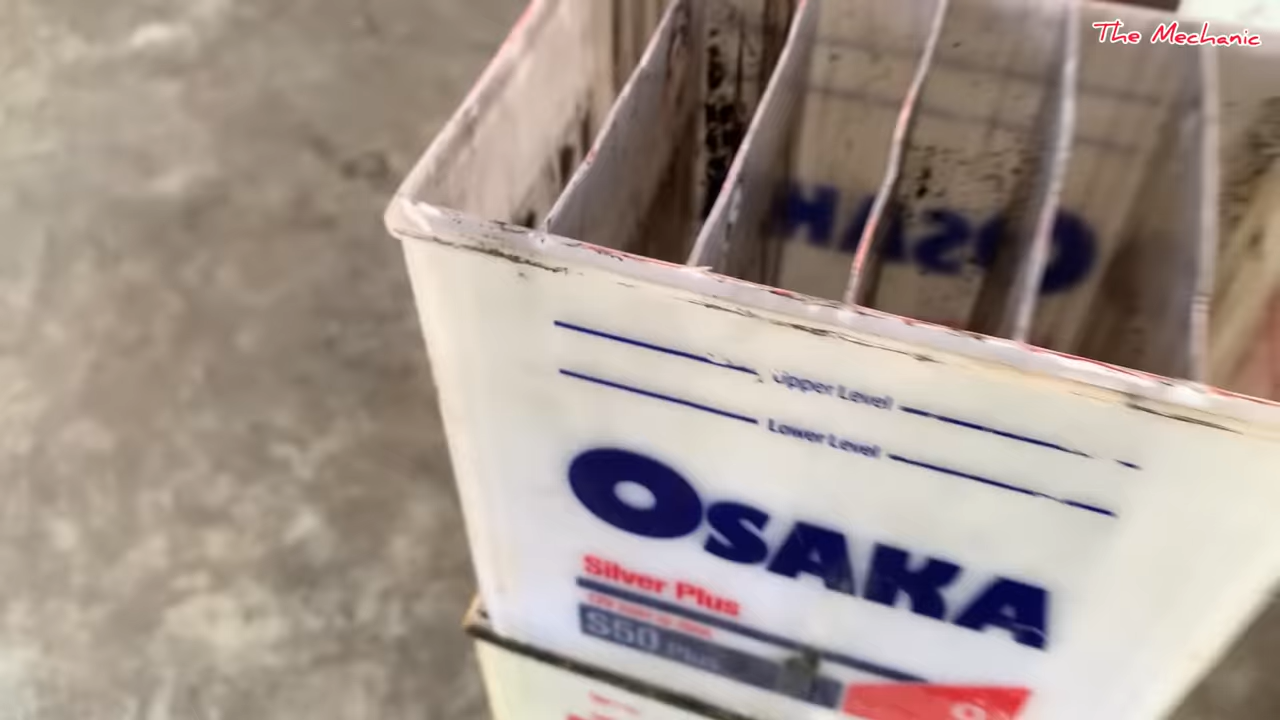 The Mechanic
Upper Level
Lower Level
OSAKA
Silver Plus
S50 Plus